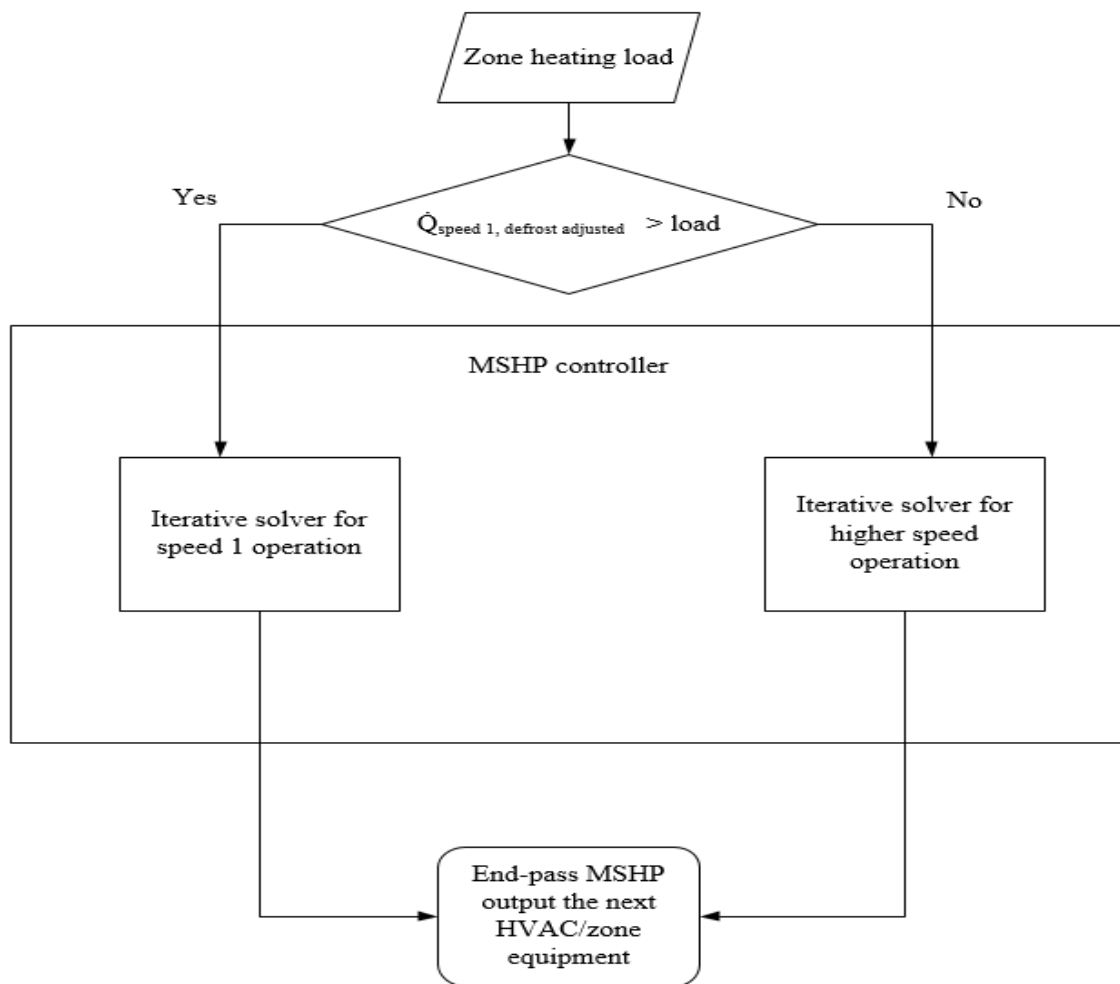 Zone heating load
Yes
No
Q̇speed 1, defrost adjusted > load
MSHP controller
Iterative solver for
speed 1 operation
Iterative solver for
higher speed
operation
End-pass MSHP
output the next
HVAC/zone
equipment